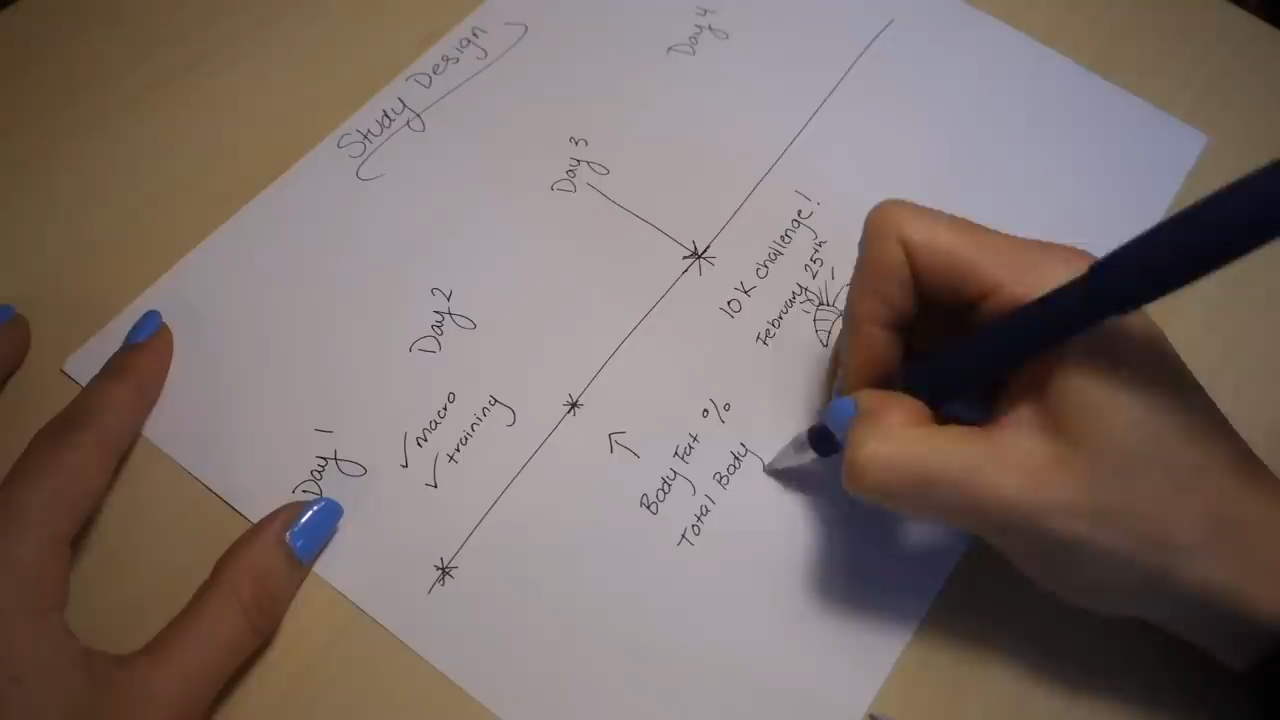 Study Design
Day 1
Day 2
Day 3
Day 4
✓ macro
✓ training
10K challenge!
February 25th
↑
Body Fat %
Total Body